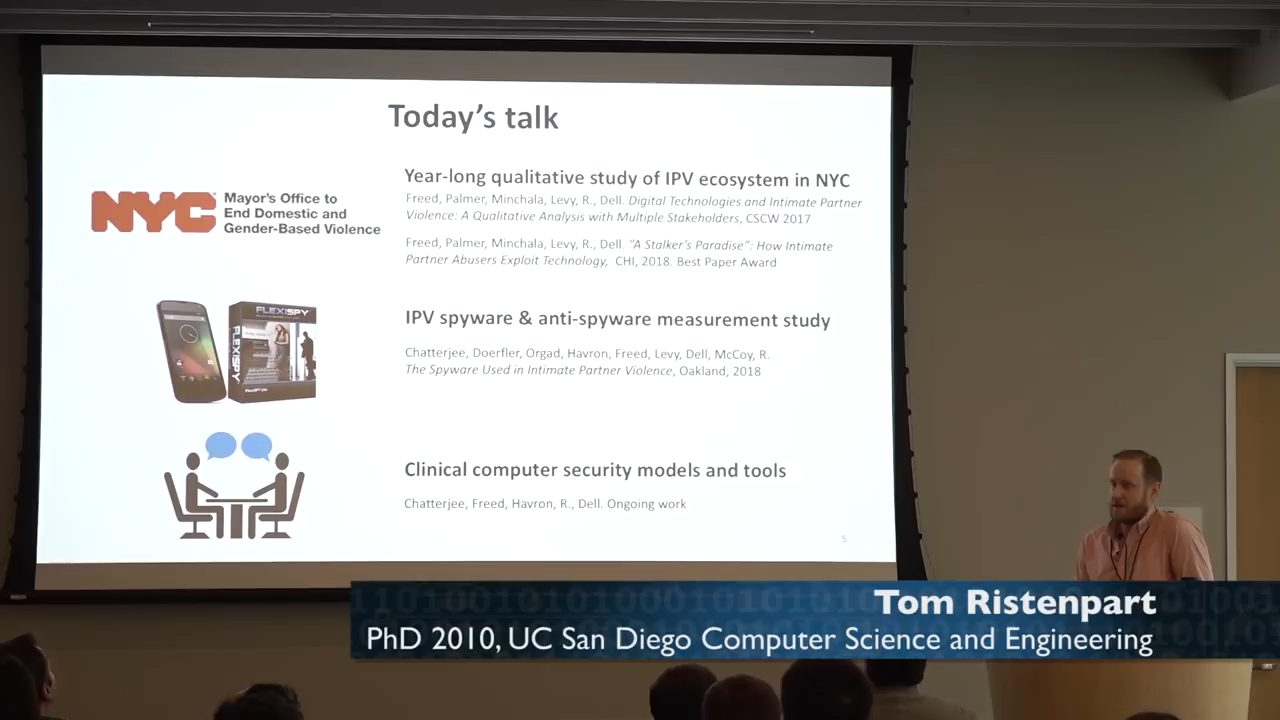 Today's talk
NYC
Mayor's Office to
End Domestic and
Gender-Based Violence
Year-long qualitative study of IPV ecosystem in NYC
Freed, Palmer, Minchala, Levy, R., Dell. Digital Technologies and Intimate Partner
Violence: A Qualitative Analysis with Multiple Stakeholders, CSCW 2017
Freed, Palmer, Minchala, Levy, R., Dell. "A Stalker's Paradise": How Intimate
Partner Abusers Exploit Technology, CHI, 2018. Best Paper Award
FLEXISPY
FLEXISPY
IPV spyware & anti-spyware measurement study
Chatterjee, Doerfler, Orgad, Havron, Freed, Levy, Dell, McCoy, R.
The Spyware Used in Intimate Partner Violence, Oakland, 2018
Clinical computer security models and tools
Chatterjee, Freed, Havron, R., Dell. Ongoing work
5
Tom Ristenpart
PhD 2010, UC San Diego Computer Science and Engineering